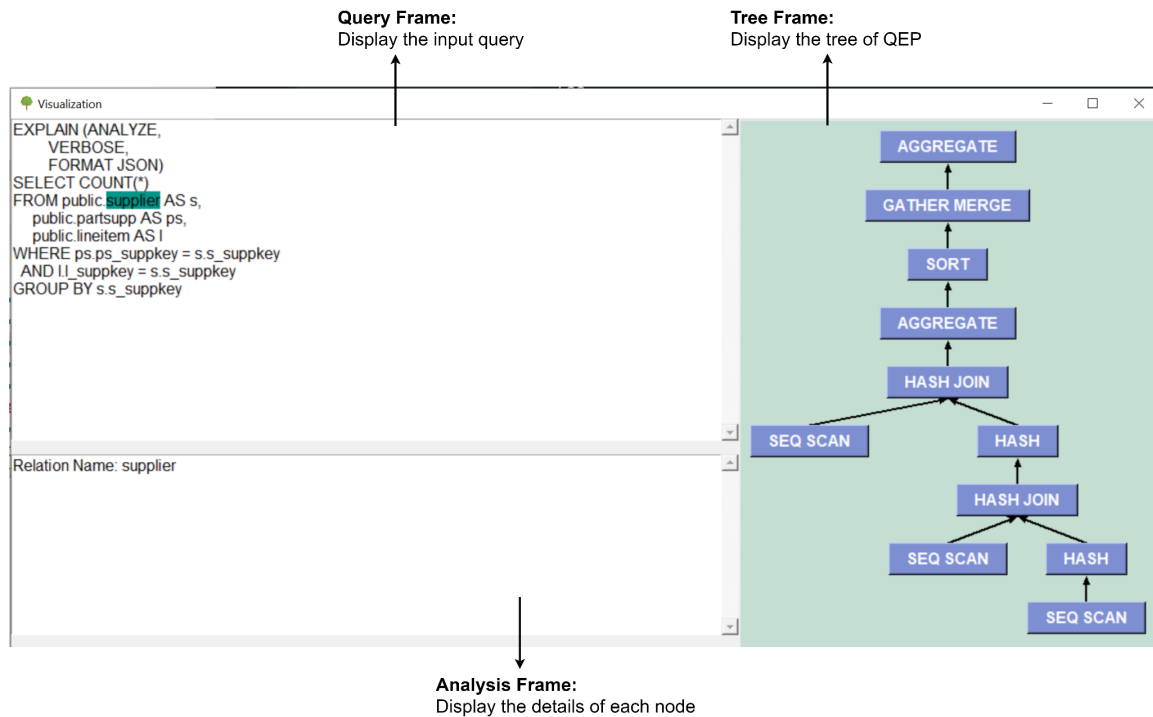 Query Frame:
Display the input query
Tree Frame:
Display the tree of QEP
Visualization
EXPLAIN (ANALYZE,
VERBOSE,
FORMAT JSON)
SELECT COUNT(*)
FROM public.supplier AS s,
public.partsupp AS ps,
public.lineitem AS l
WHERE ps.ps_suppkey = s.s_suppkey
AND l.l_suppkey = s.s_suppkey
GROUP BY s.s_suppkey
Relation Name: supplier
AGGREGATE
GATHER MERGE
SORT
AGGREGATE
HASH JOIN
SEQ SCAN
HASH
HASH JOIN
SEQ SCAN
HASH
SEQ SCAN
Analysis Frame:
Display the details of each node